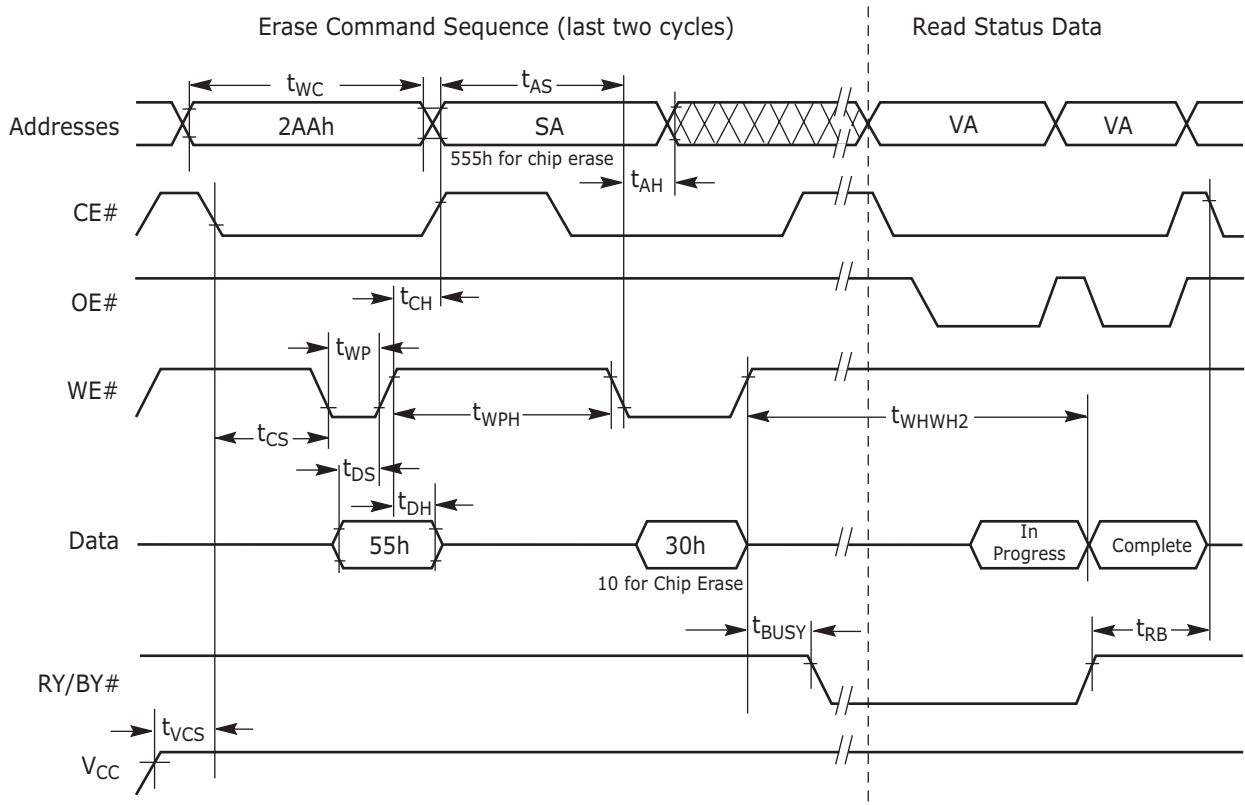 Erase Command Sequence (last two cycles)
Read Status Data
tWC
tAS
Addresses
2AAh
SA
VA
VA
555h for chip erase
tAH
CE#
OE#
tCH
tWP
WE#
tWPH
tWHWH2
tCS
tDS
tDH
Data
55h
30h
In
Progress
Complete
10 for Chip Erase
tBUSY
tRB
RY/BY#
tVCS
VCC